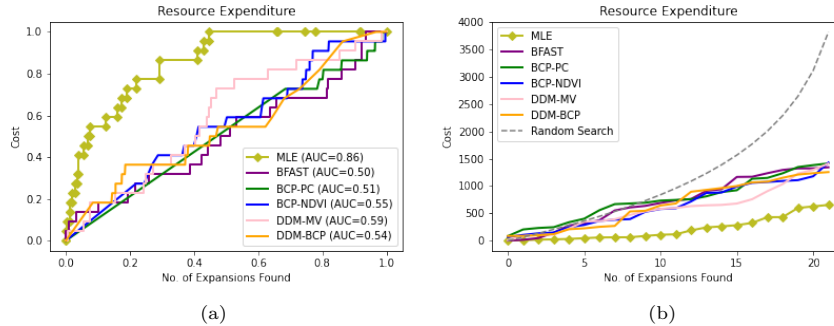 Resource Expenditure
1.0
0.8
0.6
0.4
0.2
0.0
Cost
MLE (AUC=0.86)
BFAST (AUC=0.50)
BCP-PC (AUC=0.51)
BCP-NDVI (AUC=0.55)
DDM-MV (AUC=0.59)
DDM-BCP (AUC=0.54)
0.0 0.2 0.4 0.6 0.8 1.0
No. of Expansions Found
(a)
Resource Expenditure
4000
3500
3000
2500
2000
1500
1000
500
0
Cost
MLE
BFAST
BCP-PC
BCP-NDVI
DDM-MV
DDM-BCP
Random Search
0 5 10 15 20
No. of Expansions Found
(b)